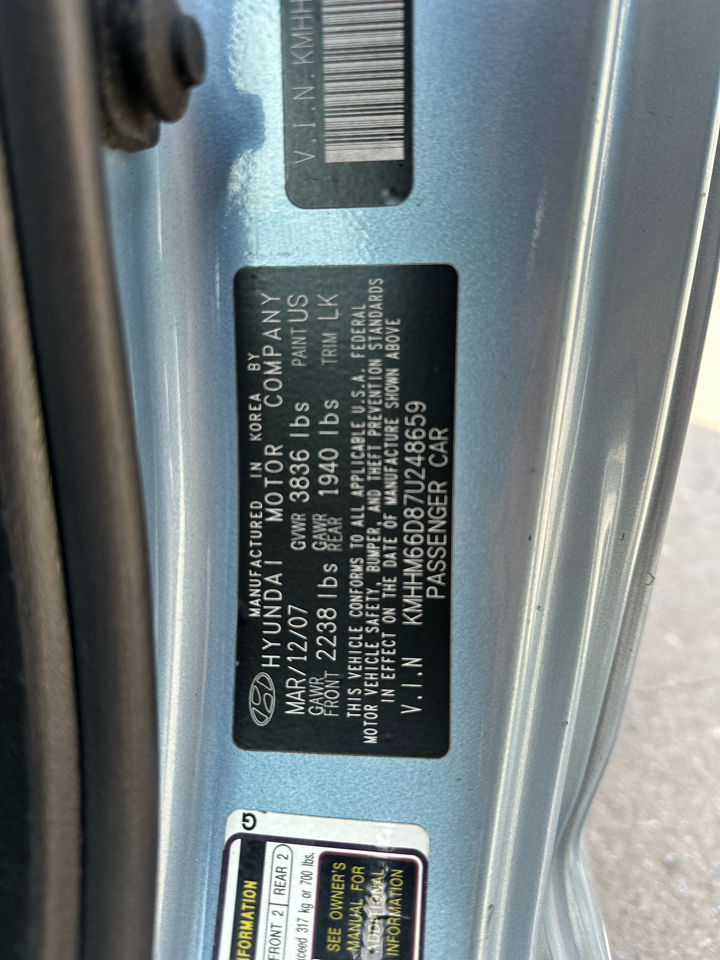 V.I.N. KMHH
MANUFACTURED IN KOREA BY
HYUNDAI MOTOR COMPANY
MAR/12/07 GVWR 3836 lbs PAINT US
GAWR FRONT 2238 lbs GAWR REAR 1940 lbs TRIM LK
THIS VEHICLE CONFORMS TO ALL APPLICABLE U.S.A. FEDERAL
MOTOR VEHICLE SAFETY, BUMPER, AND THEFT PREVENTION STANDARDS
IN EFFECT ON THE DATE OF MANUFACTURE SHOWN ABOVE
V.I.N KMHHM66D87U248659
PASSENGER CAR
FRONT 2 REAR 2
700 lbs.
317 kg or
SEE OWNER'S
MANUAL FOR
ADDITIONAL
INFORMATION